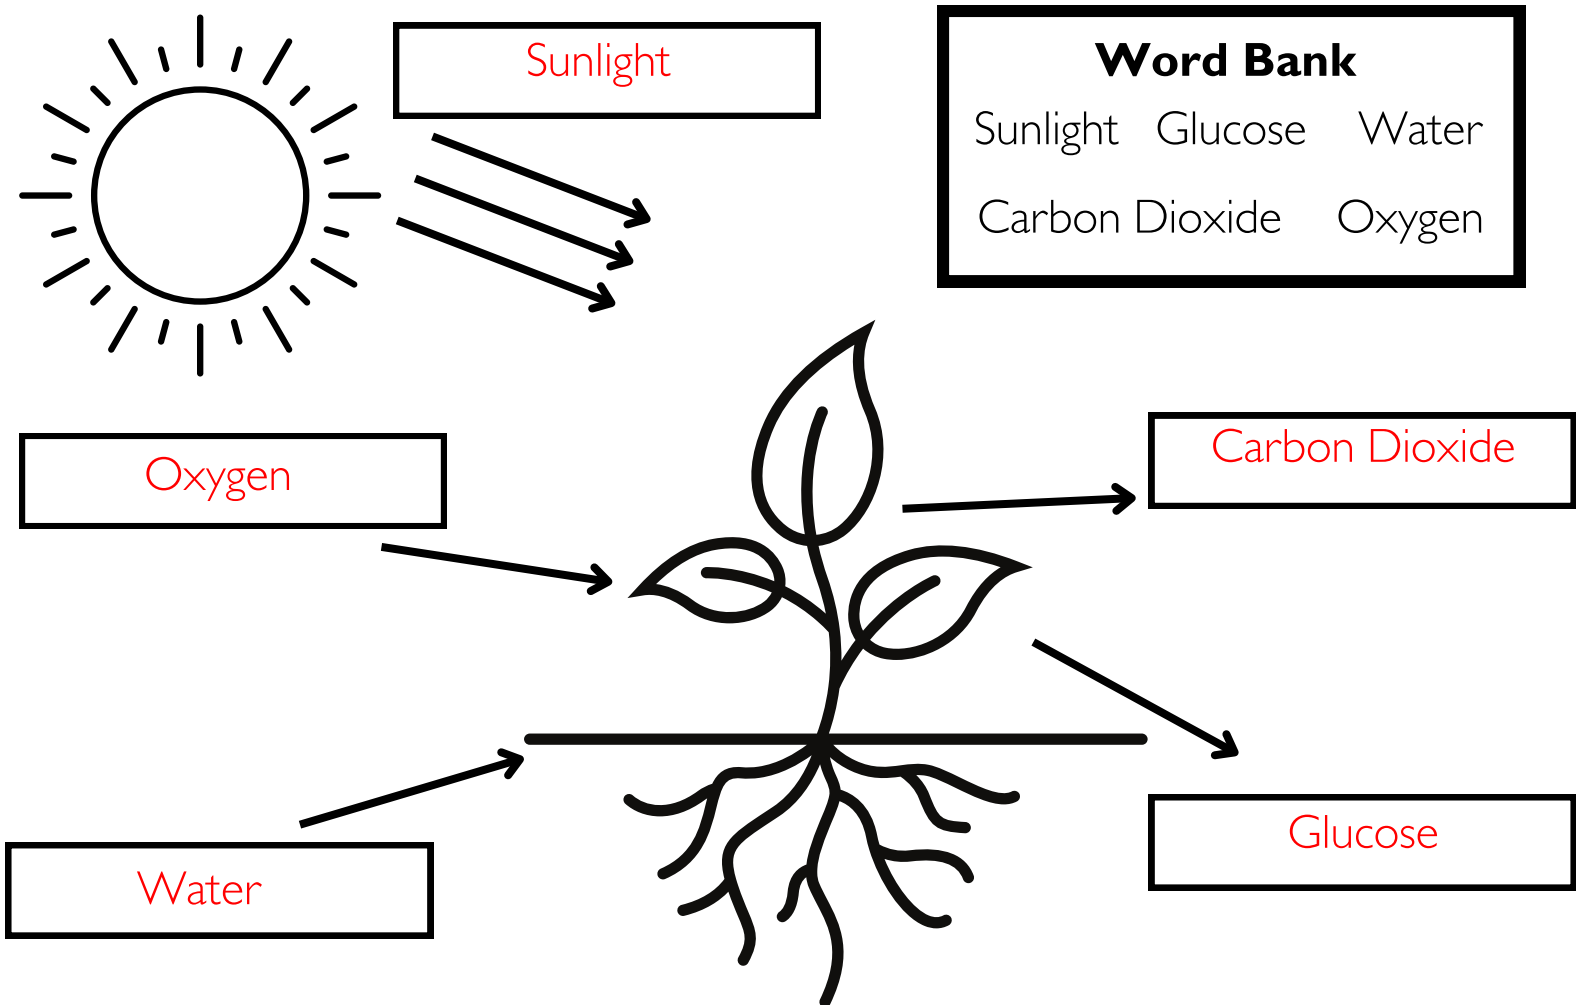 Sunlight
Word Bank
Sunlight Glucose Water
Carbon Dioxide Oxygen
Oxygen
Carbon Dioxide
Water
Glucose